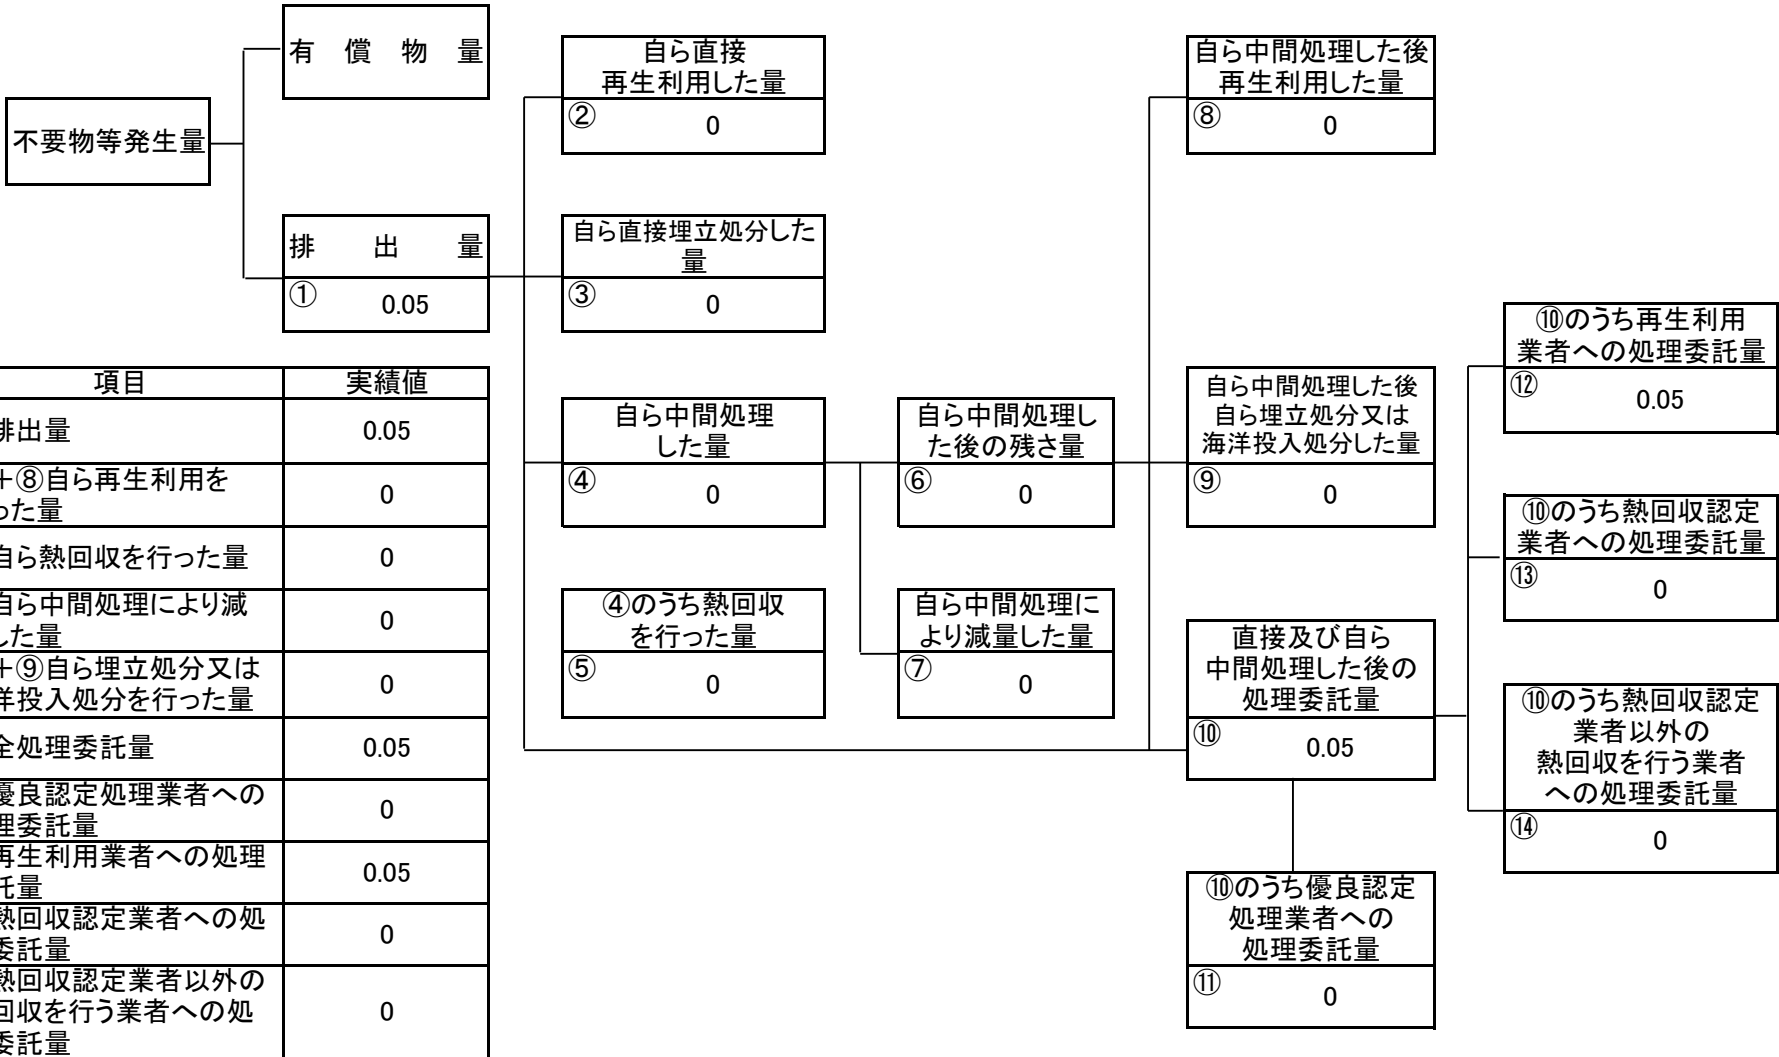 不要物等発生量
有償物量
排出量
①
0.05
自ら直接
再生利用した量
②
0
自ら直接埋立処分した
量
③
0
自ら中間処理
した量
④
0
④のうち熱回収
を行った量
⑤
0
自ら中間処理し
た後の残さ量
⑥
0
自ら中間処理に
より減量した量
⑦
0
自ら中間処理した後
再生利用した量
⑧
0
自ら中間処理した後
自ら埋立処分又は
海洋投入処分した量
⑨
0
直接及び自ら
中間処理した後の
処理委託量
⑩
0.05
⑩のうち優良認定
処理業者への
処理委託量
⑪
0
⑩のうち再生利用
業者への処理委託量
⑫
0.05
⑩のうち熱回収認定
業者への処理委託量
⑬
0
⑩のうち熱回収認定
業者以外の
熱回収を行う業者
への処理委託量
⑭
0
項目 実績値
排出量 0.05
+⑧自ら再生利用を
った量
0
自ら熱回収を行った量 0
自ら中間処理により減
した量
0
+⑨自ら埋立処分又は
洋投入処分を行った量
0
全処理委託量 0.05
優良認定処理業者への
理委託量
0
再生利用業者への処理
託量
0.05
熱回収認定業者への処
委託量
0
熱回収認定業者以外の
回収を行う業者への処
委託量
0